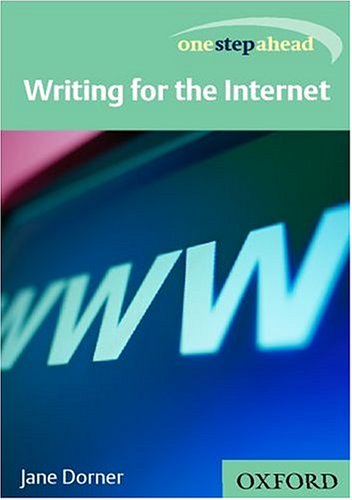 onestepahead
Writing for the Internet
WWW
Jane Dorner
OXFORD